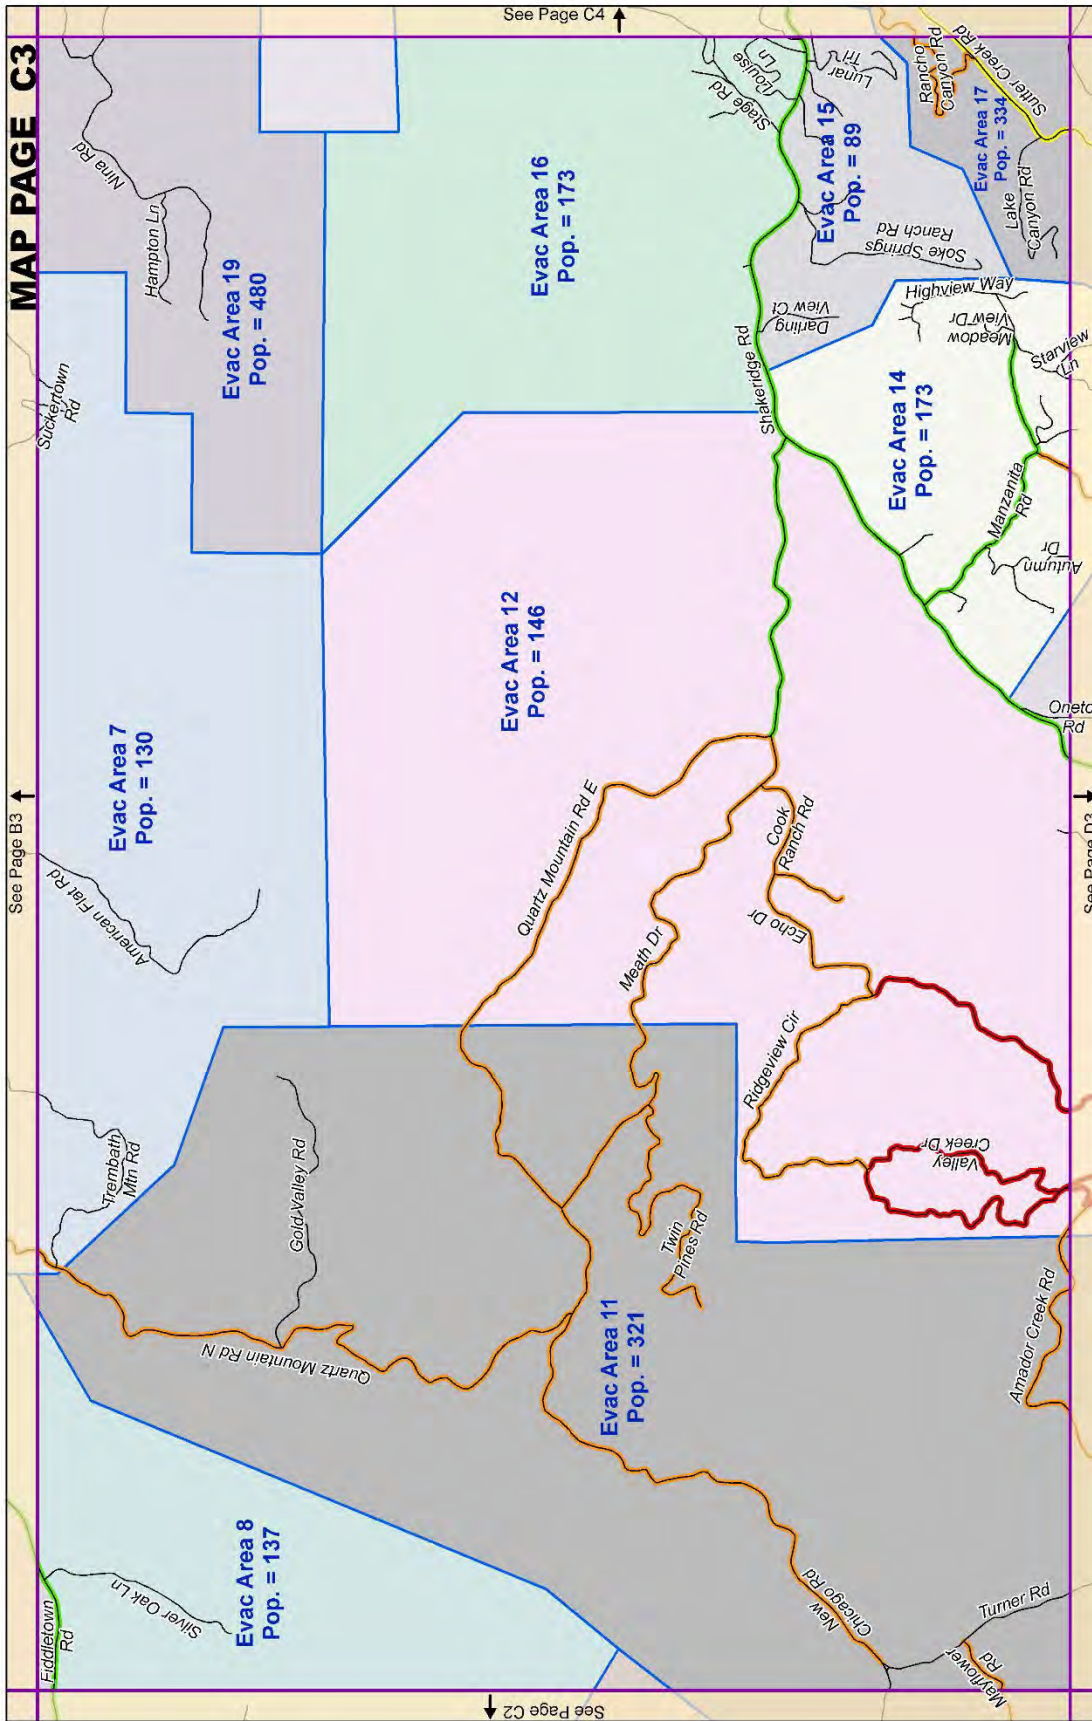 MAP PAGE C3
See Page B3
See Page C4
See Page C2
See Page D3
Fiddletown
Rd
Silver Oak Ln
Evac Area 8
Pop. = 137
Trembath
Mtn Rd
American Flat Rd
Evac Area 7
Pop. = 130
Suckertown
Rd
Nina Rd
Hampton Ln
Evac Area 19
Pop. = 480
Quartz Mountain Rd N
Gold Valley Rd
Evac Area 11
Pop. = 321
Twin
Pines Rd
New
Chicago Rd
Mayflower
Rd
Turner Rd
Amador Creek Rd
Quartz Mountain Rd E
Meath Dr
Evac Area 12
Pop. = 146
Cook
Ranch Rd
Echo Dr
Ridgeview Cir
Valley
Creek Dr
Evac Area 16
Pop. = 173
Shakeridge Rd
Stage Rd
Louise
Ln
Lunar
Trl
Evac Area 15
Pop. = 89
Soke Springs
Ranch Rd
Darling
View Ct
Rancho
Canyon Rd
Sutter Creek Rd
Evac Area 17
Pop. = 334
Lake
Canyon Rd
Highview Way
Meadow
View Dr
Starview
Ln
Evac Area 14
Pop. = 173
Manzanita
Rd
Autumn
Dr
Oneto
Rd